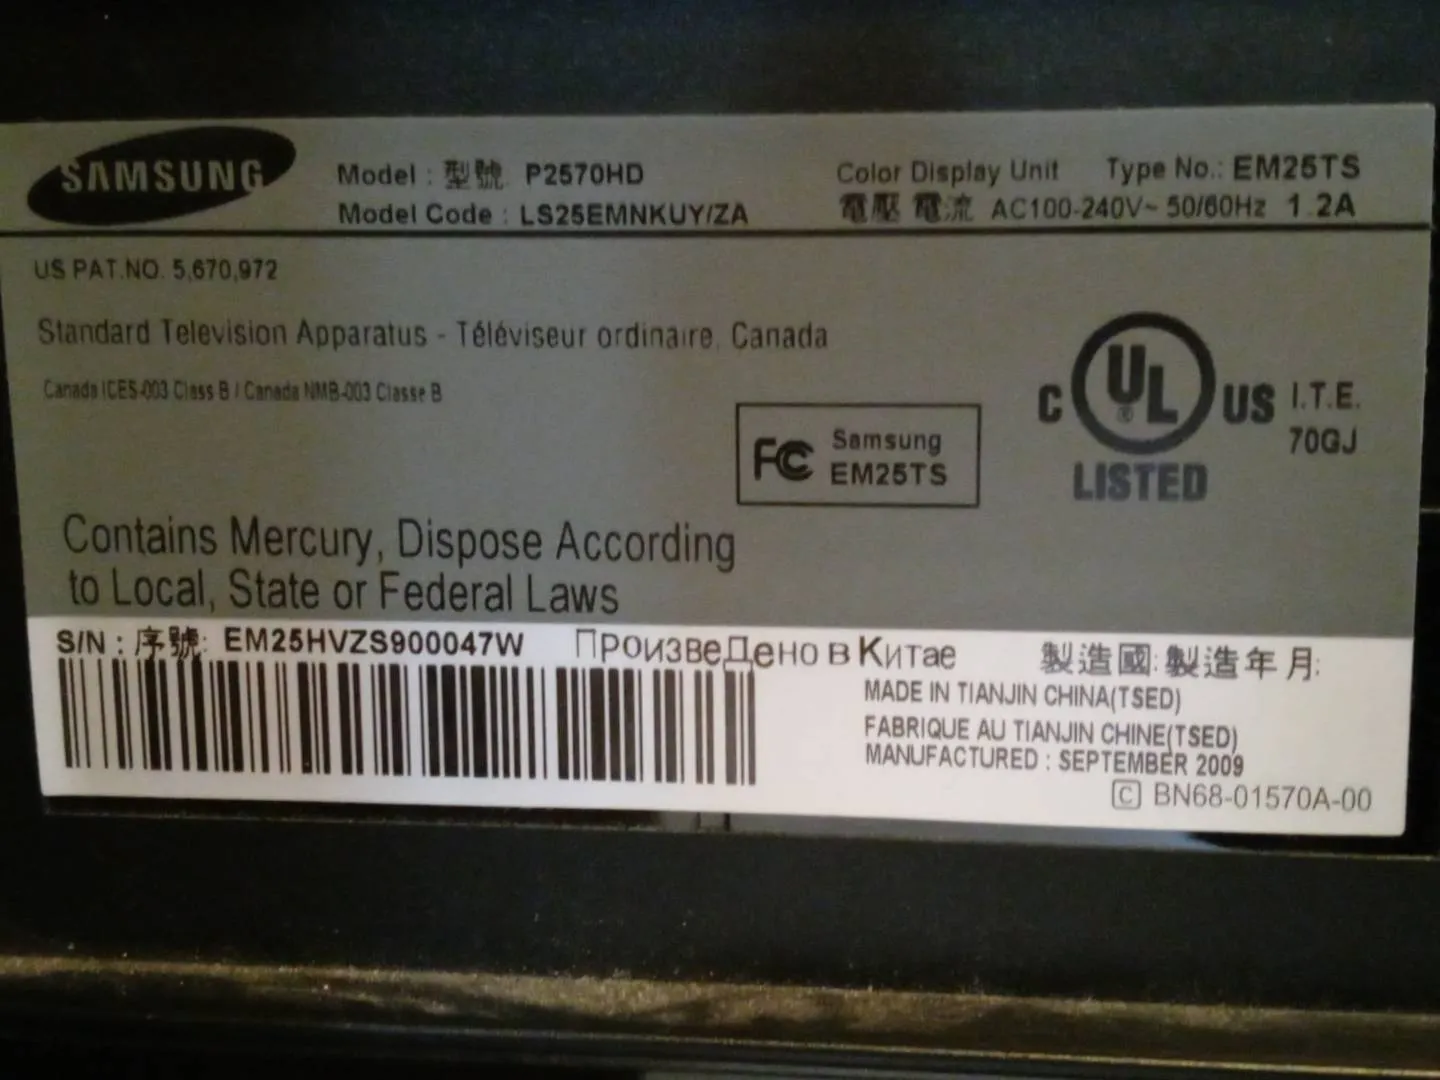 SAMSUNG
Model : 型號 P2570HD
Model Code : LS25EMNKUY/ZA
Color Display Unit Type No.: EM25TS
電壓 電流 AC100-240V~ 50/60Hz 1.2A
US PAT.NO. 5,670,972
Standard Television Apparatus - Téléviseur ordinaire, Canada
Canada ICES-003 Class B / Canada NMB-003 Classe B
FC Samsung
EM25TS
C UL® US I.T.E.
70GJ
LISTED
Contains Mercury, Dispose According
to Local, State or Federal Laws
S/N : 序號: EM25HVZS900047W
ПроизвеДено в Китае
製造國: 製造年月:
MADE IN TIANJIN CHINA(TSED)
FABRIQUE AU TIANJIN CHINE(TSED)
MANUFACTURED : SEPTEMBER 2009
C BN68-01570A-00